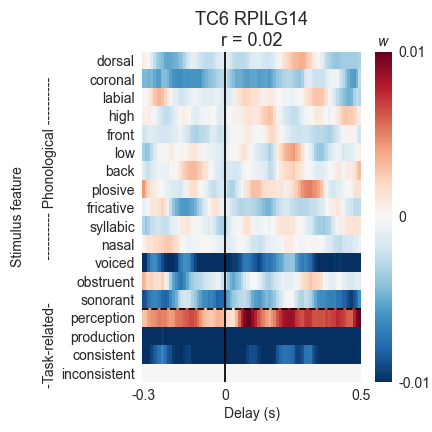 TC6 RPILG14
r = 0.02
w
dorsal
coronal
labial
high
front
low
back
plosive
fricative
syllabic
nasal
voiced
obstruent
sonorant
perception
production
consistent
inconsistent
Stimulus feature
-Task-related- ---------- Phonological ----------
0.01
0
-0.01
-0.3 0 0.5
Delay (s)